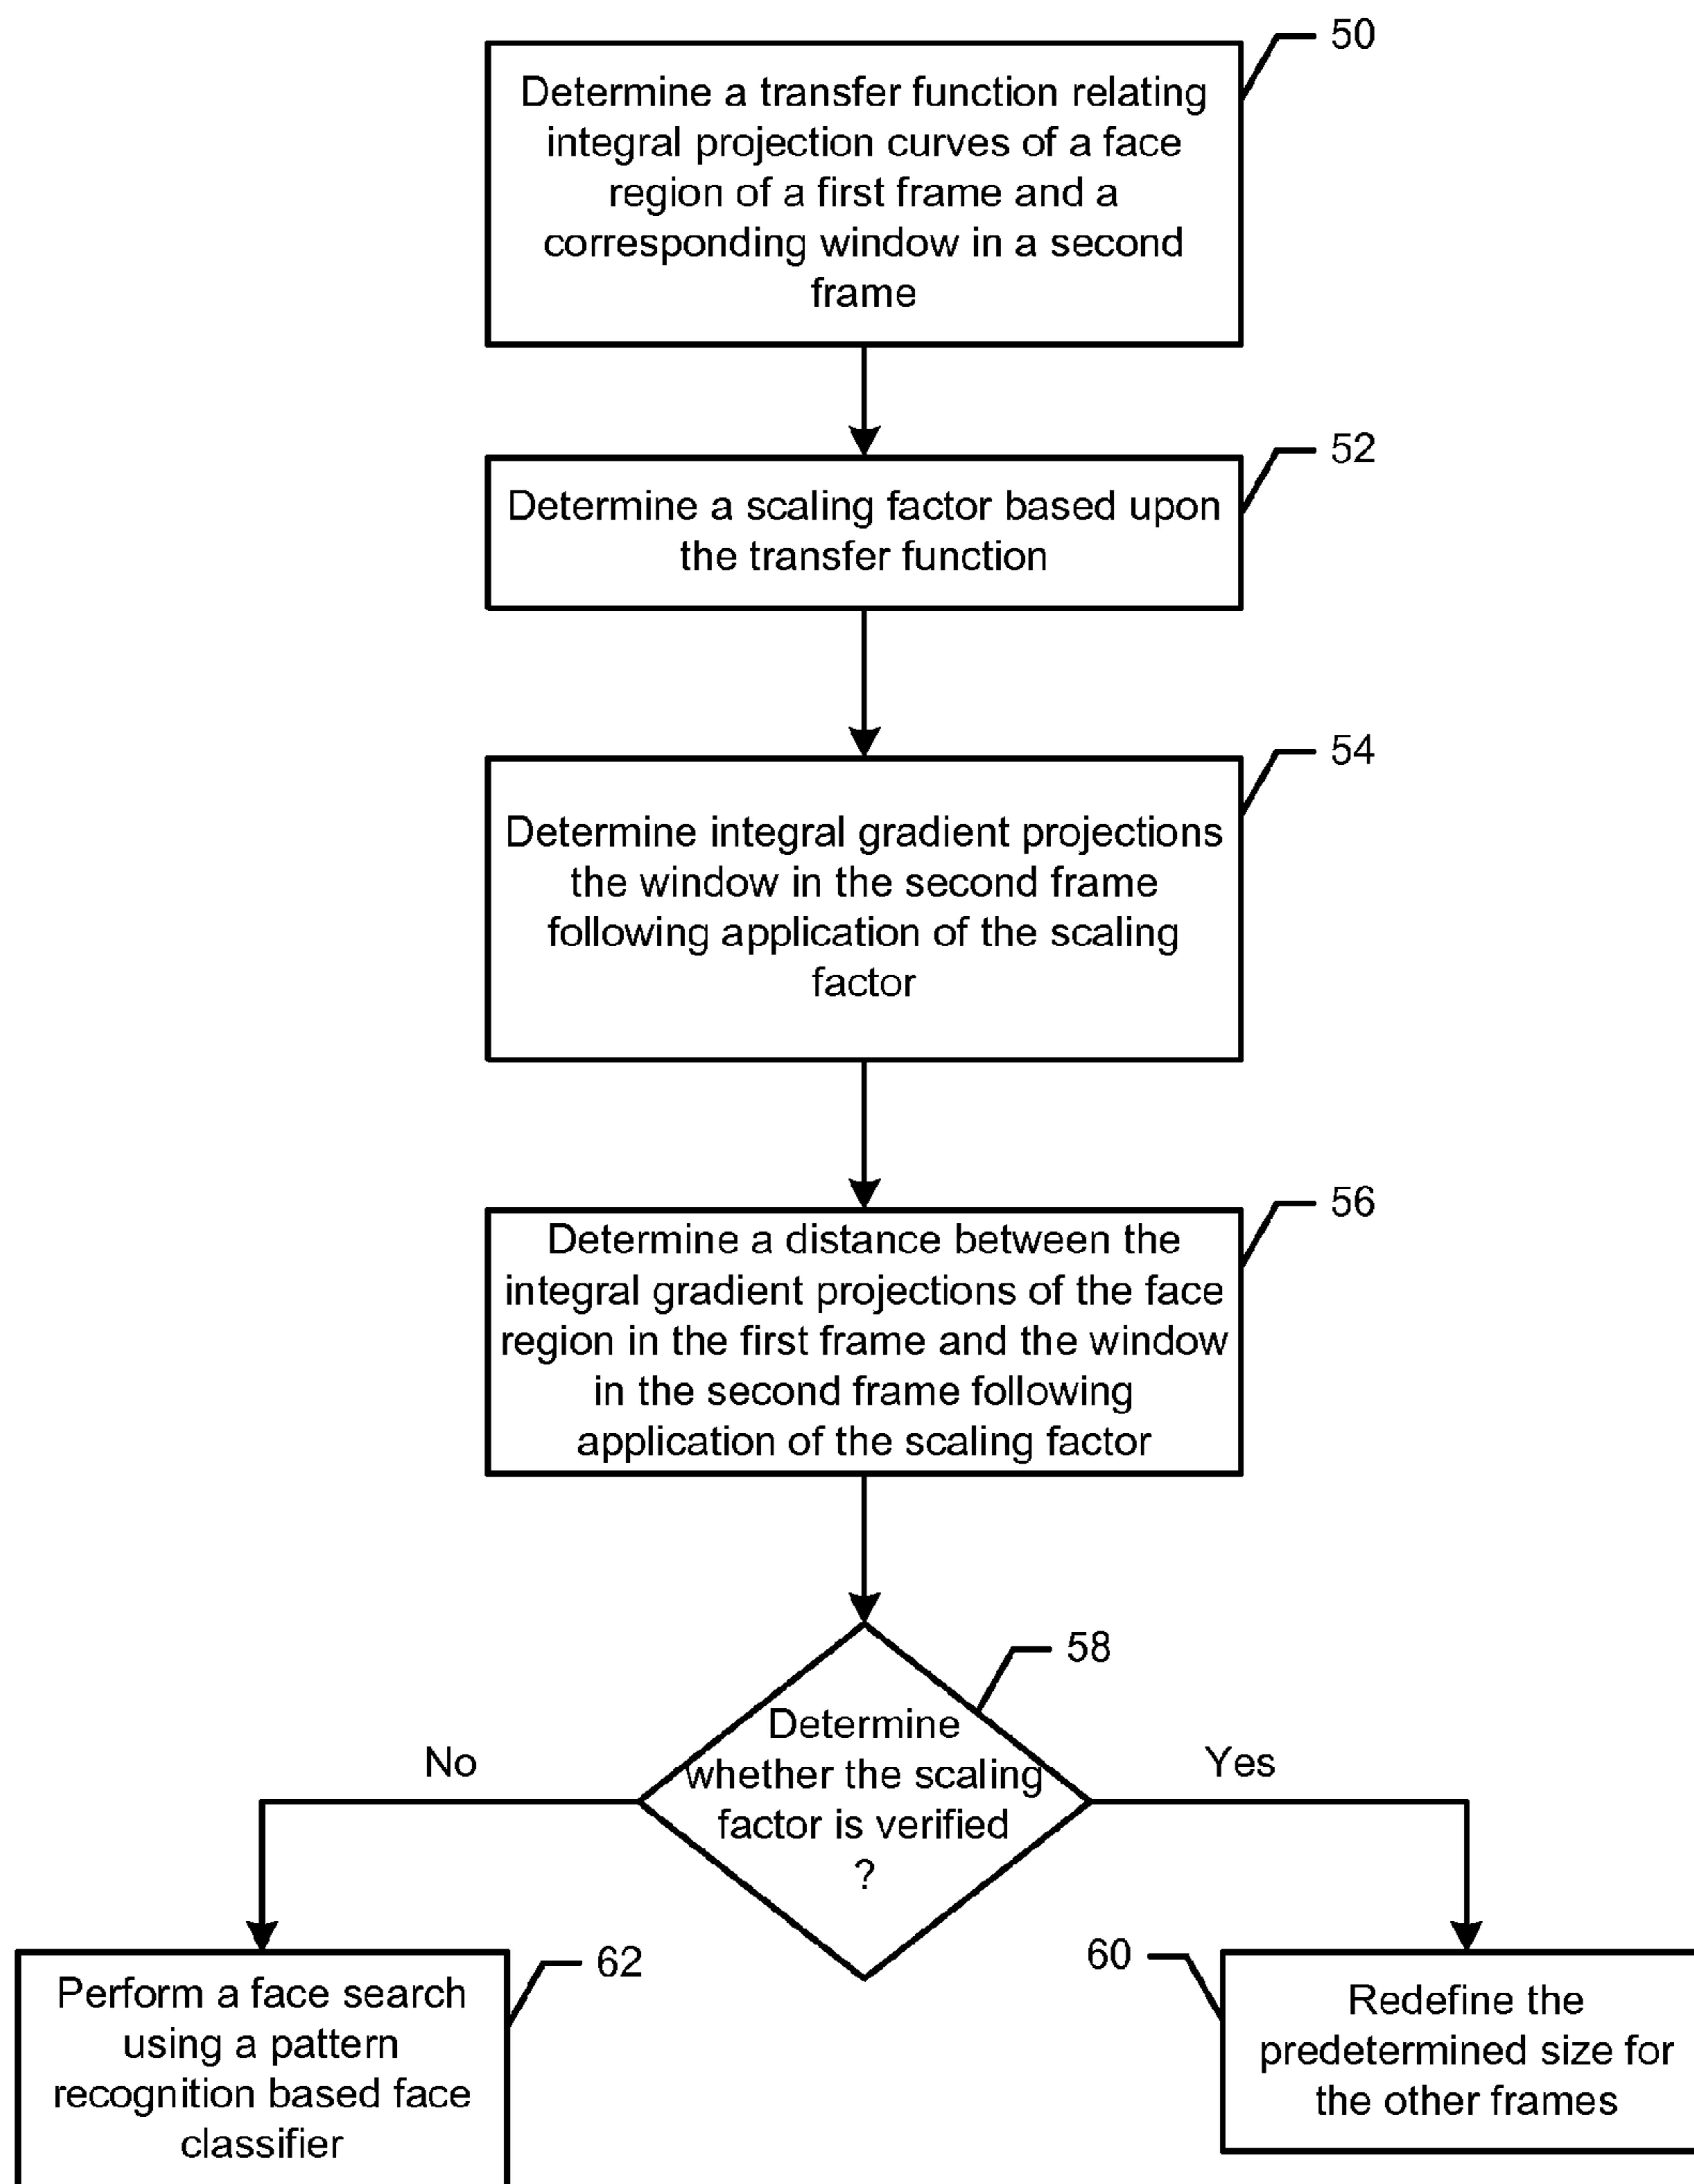 50
Determine a transfer function relating
integral projection curves of a face
region of a first frame and a
corresponding window in a second
frame
52
Determine a scaling factor based upon
the transfer function
54
Determine integral gradient projections
the window in the second frame
following application of the scaling
factor
56
Determine a distance between the
integral gradient projections of the face
region in the first frame and the window
in the second frame following
application of the scaling factor
58
Determine
whether the scaling
factor is verified
?
No
Yes
62
Perform a face search
using a pattern
recognition based face
classifier
60
Redefine the
predetermined size for
the other frames